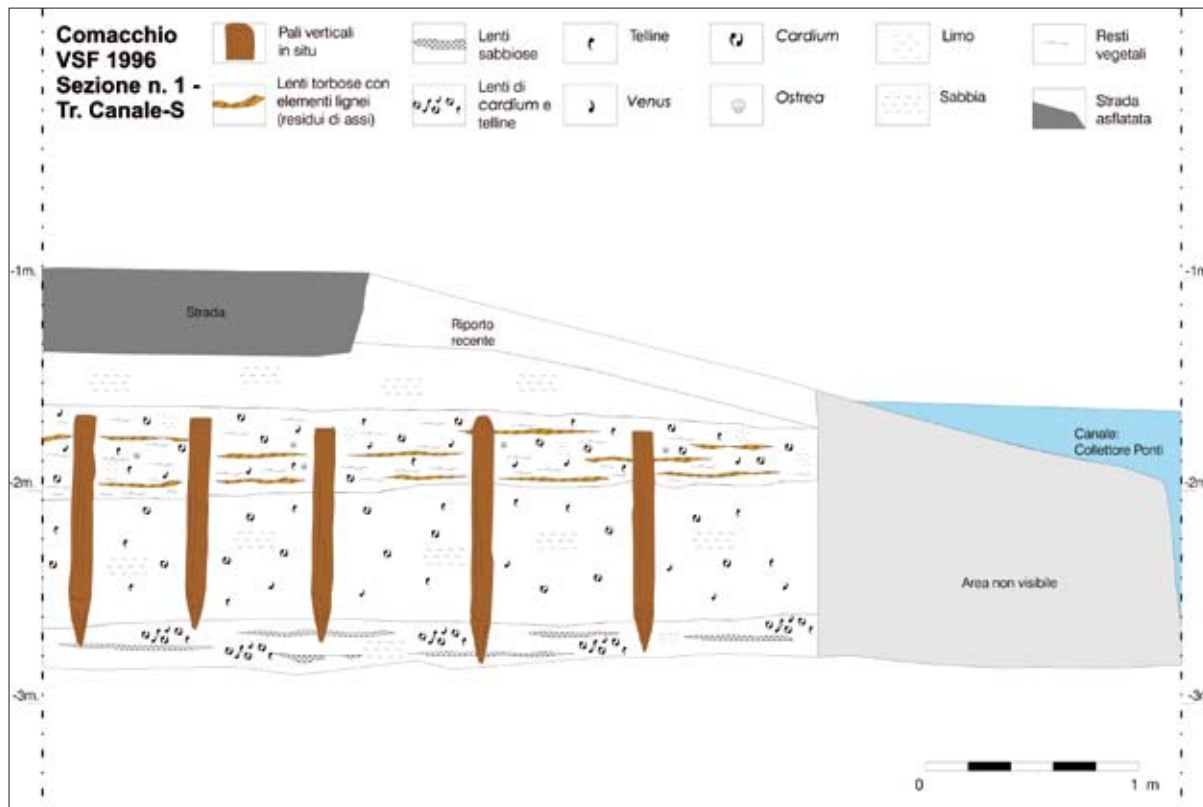 Comacchio
VSF 1996
Sezione n. 1 -
Tr. Canale-S
Pali verticali
in situ
Lenti torbose con
elementi lignei
(residui di assi)
Lenti
sabbiose
Lenti di
cardium e
telline
Telline
Venus
Cardium
Ostrea
Limo
Sabbia
Resti
vegetali
Strada
asflatata
-1m.
-1m
Strada
Riporto
recente
Canale:
Collettore Ponti
-2m.
-2m
Area non visibile
-3m.
-3m
0 1 m